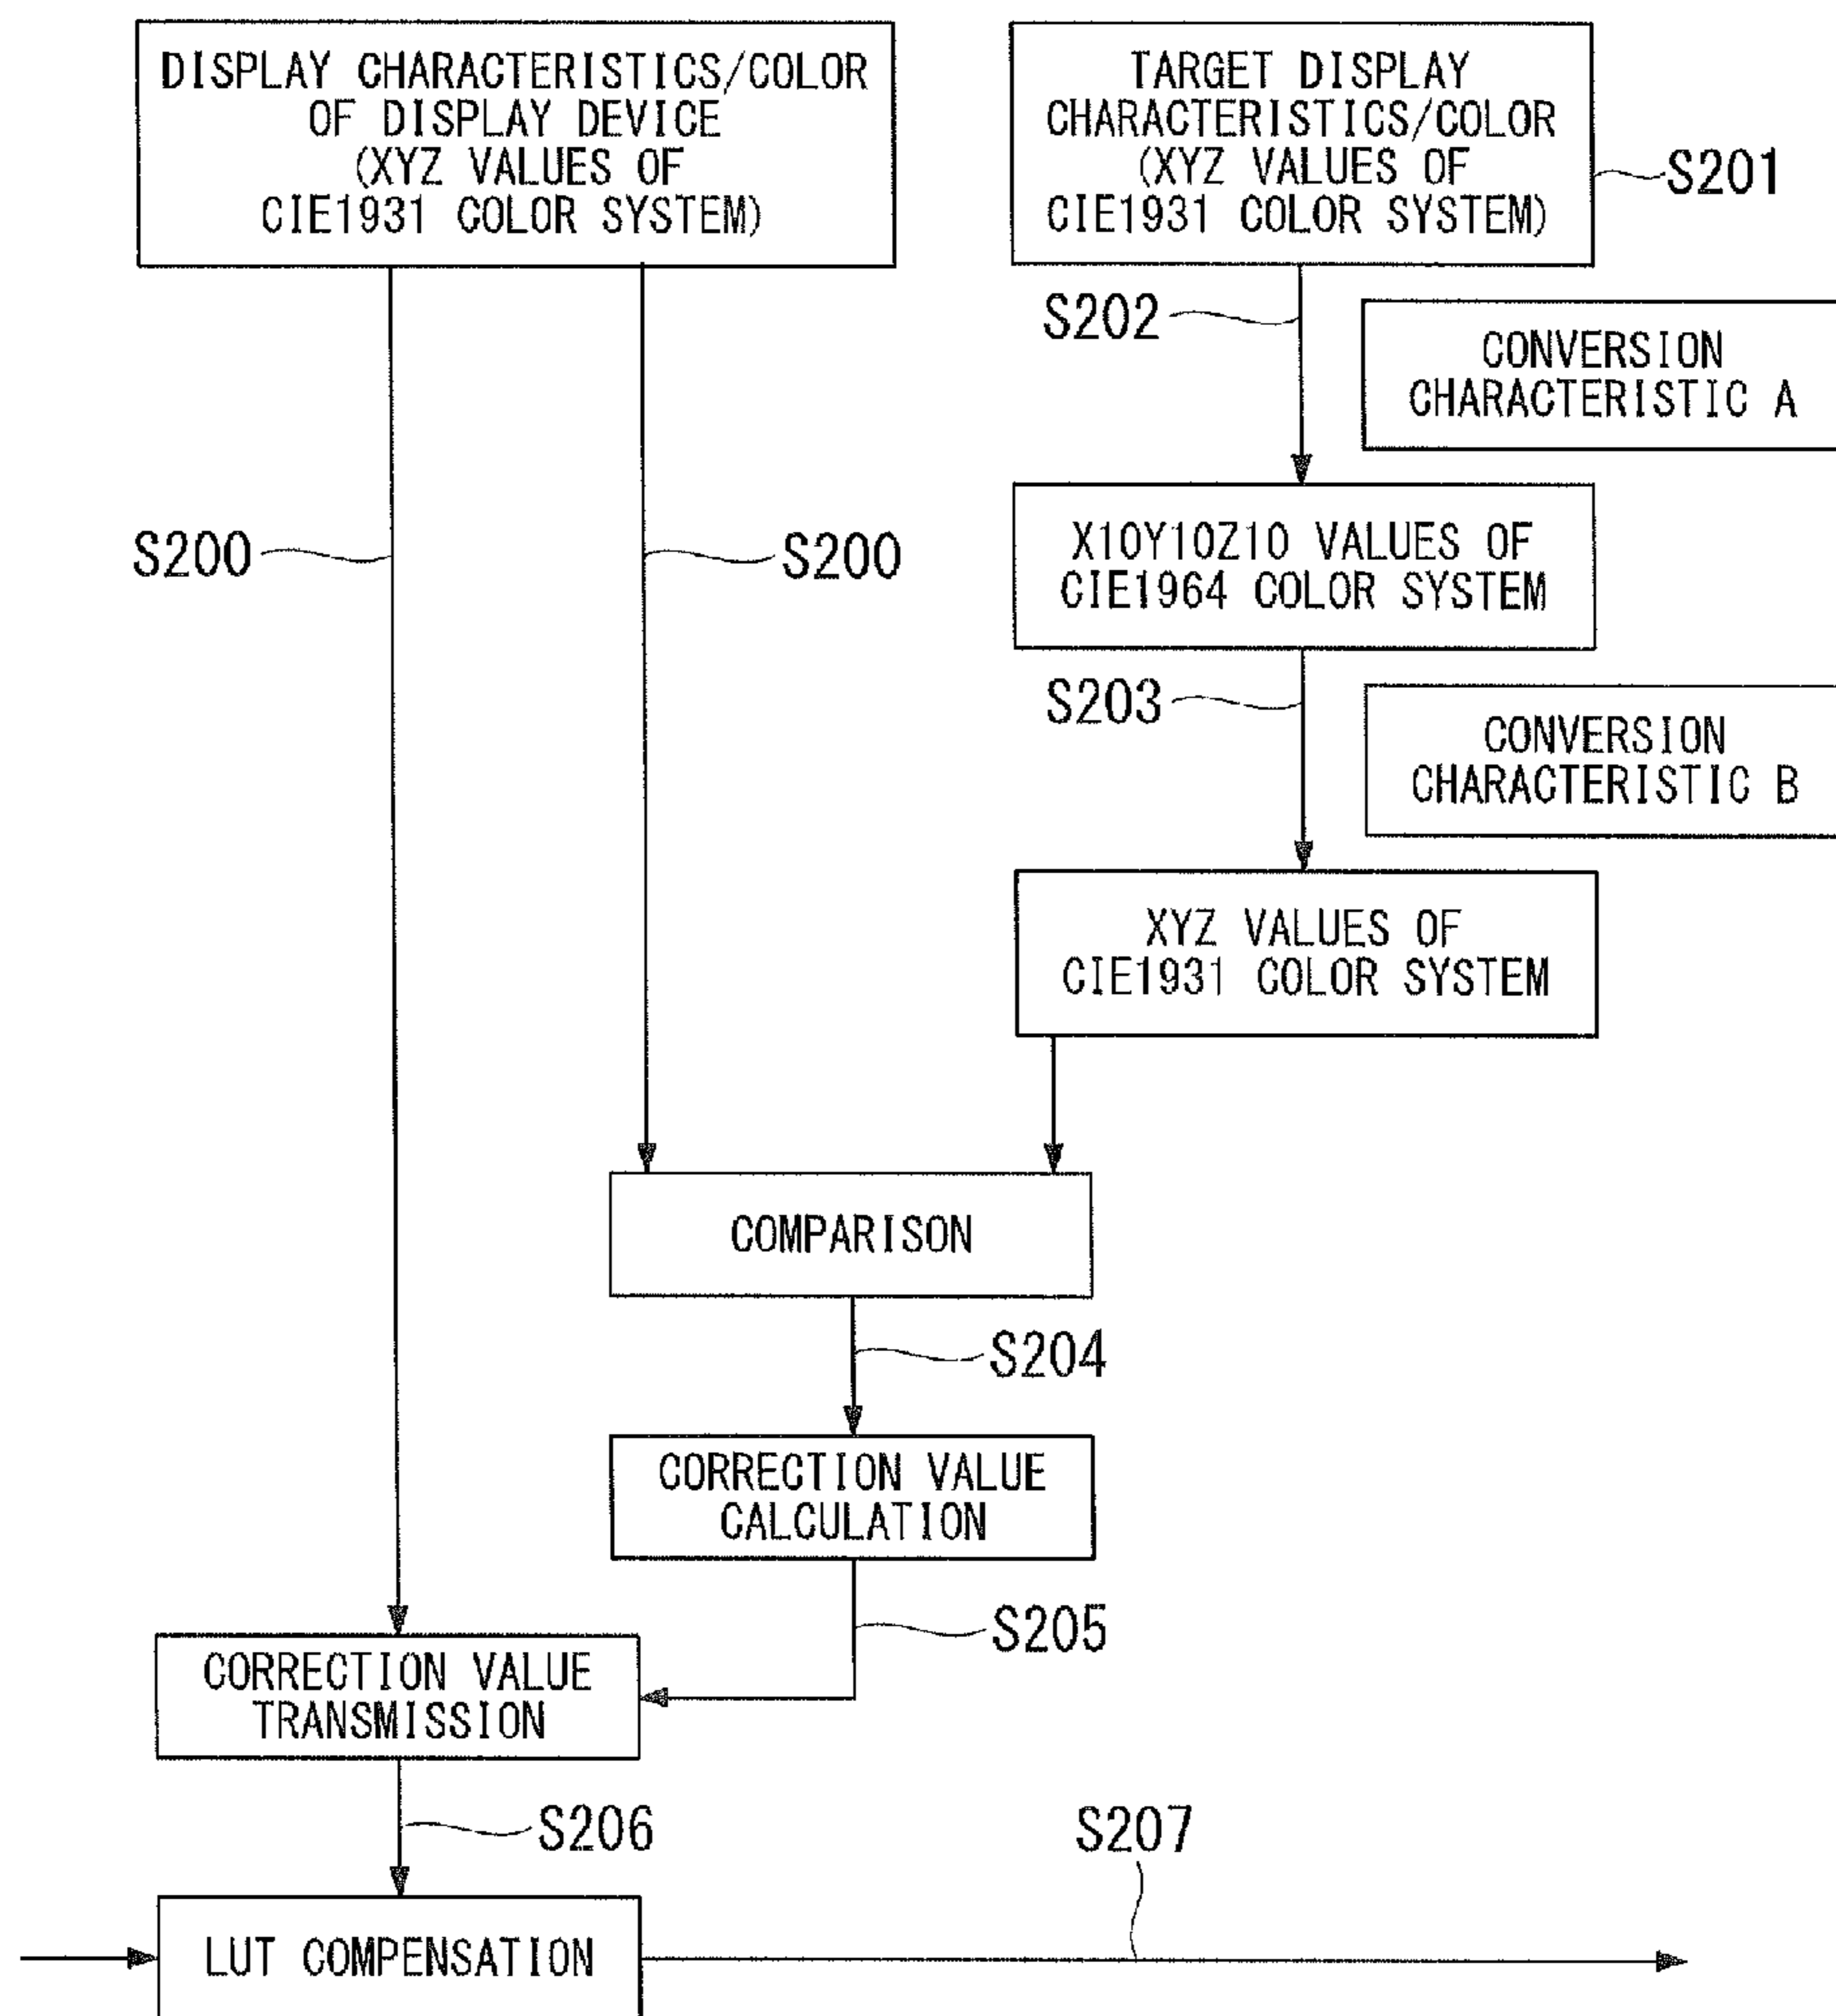 DISPLAY CHARACTERISTICS/COLOR
OF DISPLAY DEVICE
(XYZ VALUES OF
CIE1931 COLOR SYSTEM)
TARGET DISPLAY
CHARACTERISTICS/COLOR
(XYZ VALUES OF
CIE1931 COLOR SYSTEM)
S201
S202
CONVERSION
CHARACTERISTIC A
S200
S200
X10Y10Z10 VALUES OF
CIE1964 COLOR SYSTEM
S203
CONVERSION
CHARACTERISTIC B
XYZ VALUES OF
CIE1931 COLOR SYSTEM
COMPARISON
S204
CORRECTION VALUE
CALCULATION
S205
CORRECTION VALUE
TRANSMISSION
S206
S207
LUT COMPENSATION